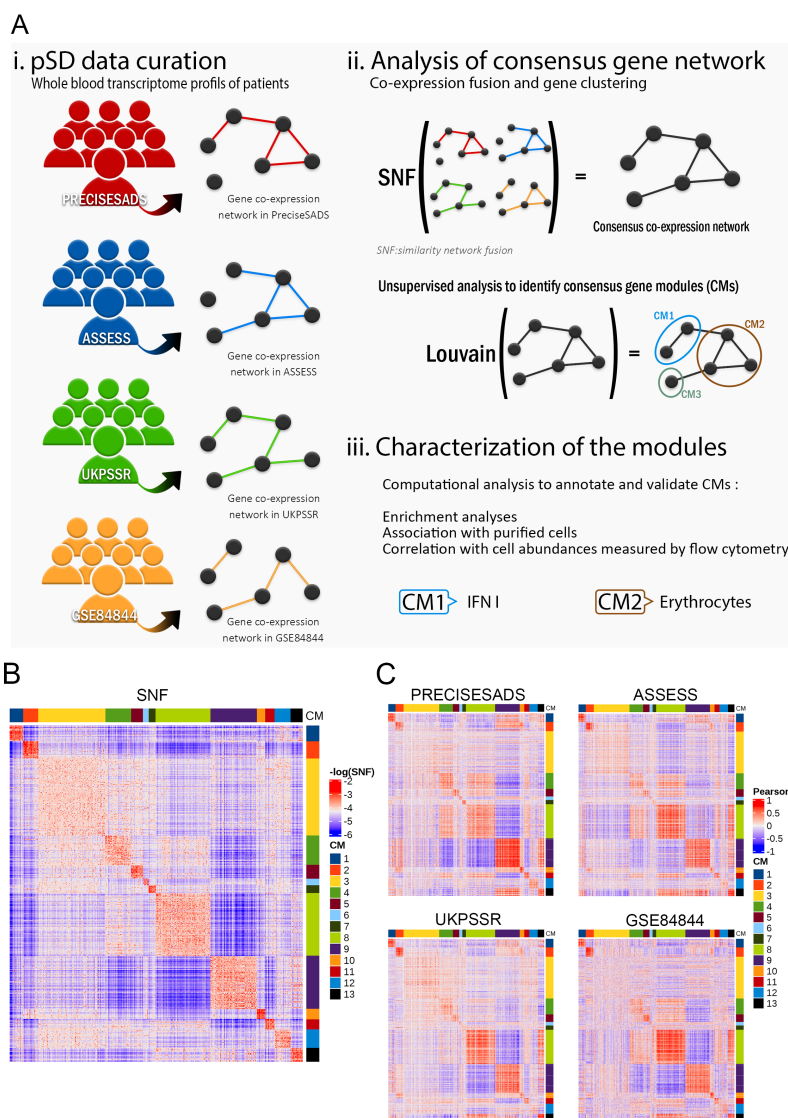 A
i. pSD data curation
Whole blood transcriptome profils of patients
PRECISESADS
Gene co-expression
network in PreciseSADS
ASSESS
Gene co-expression
network in ASSESS
UKPSSR
Gene co-expression
network in UKPSSR
GSE84844
Gene co-expression
network in GSE84844
ii. Analysis of consensus gene network
Co-expression fusion and gene clustering
SNF
=
Consensus co-expression network
SNF:similarity network fusion
Unsupervised analysis to identify consensus gene modules (CMs)
Louvain
=
CM1
CM2
CM3
iii. Characterization of the modules
Computational analysis to annotate and validate CMs :
Enrichment analyses
Association with purified cells
Correlation with cell abundances measured by flow cytometry
CM1 IFN I
CM2 Erythrocytes
B
SNF
CM
-log(SNF)
-2
-3
-4
-5
-6
CM
1
2
3
4
5
6
7
8
9
10
11
12
13
C
PRECISESADS
CM
ASSESS
CM
UKPSSR
CM
GSE84844
CM
Pearson
1
0.5
0
-0.5
-1
CM
1
2
3
4
5
6
7
8
9
10
11
12
13